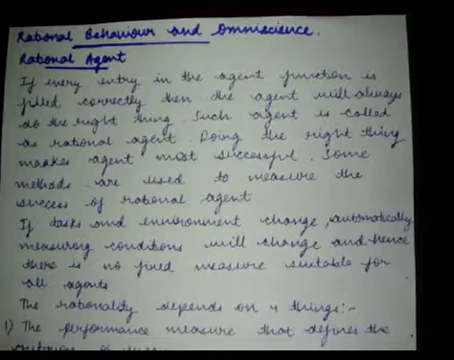 Rational Behaviour and Omniscience.
Rational Agent
If every entry in the agent function is
filled correctly then the agent will always
do the right thing. Such agent is called
as rational agent. Doing the right thing
makes agent most successful. Some
methods are used to measure the
success of rational agent
If tasks and environment change, automatically
measuring conditions will change and hence
there is no fixed measure suitable for
all agents
The rationality depends on 4 things:-
1) The performance measure that defines the